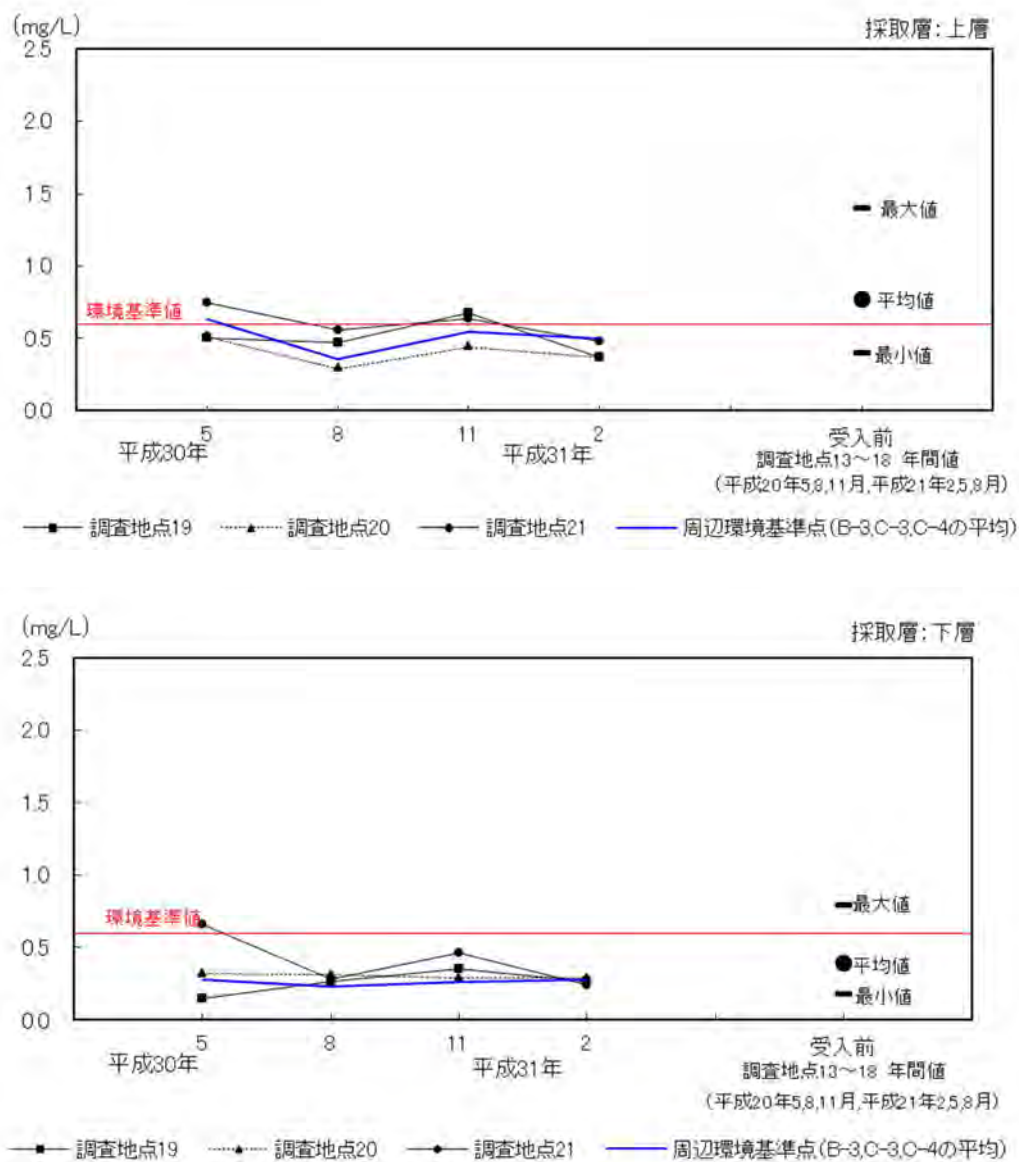 (mg/L)
採取層:上層
2.5
2.0
1.5
最大値
1.0
環境基準値
平均値
0.5
最小値
0.0
5 8 11 2 受入前
平成30年 平成31年 調査地点13～18 年間値
(平成20年5,8,11月,平成21年2,5,8月)
調査地点19 調査地点20 調査地点21 周辺環境基準点(B-3,C-3,C-4の平均)
(mg/L)
採取層:下層
2.5
2.0
1.5
1.0
最大値
環境基準値
0.5
平均値
最小値
0.0
5 8 11 2 受入前
平成30年 平成31年 調査地点13～18 年間値
(平成20年5,8,11月,平成21年2,5,8月)
調査地点19 調査地点20 調査地点21 周辺環境基準点(B-3,C-3,C-4の平均)